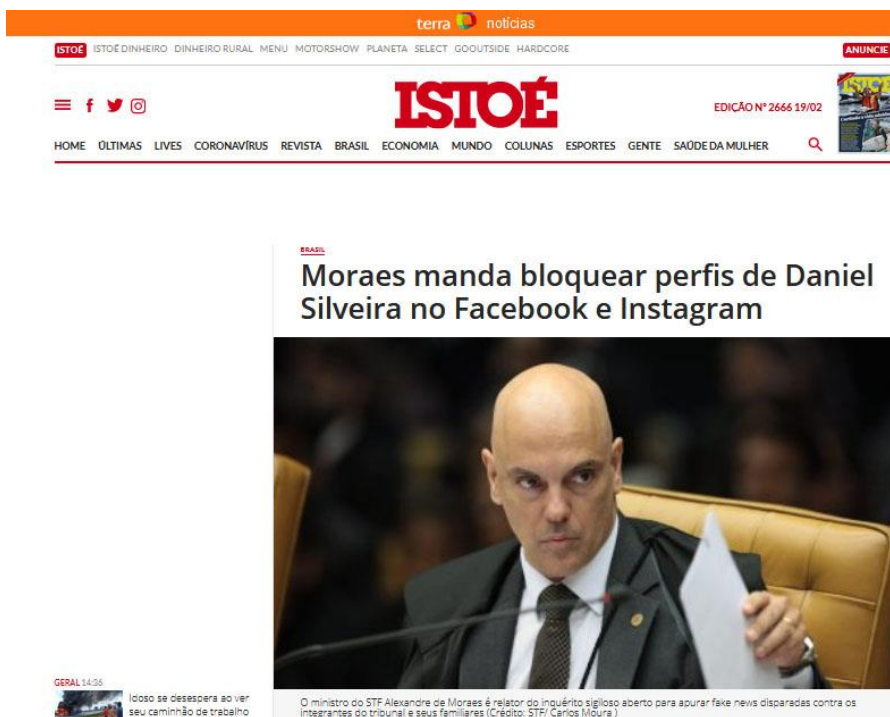 terra notícias
ISTOÉ ISTOÉ DINHEIRO DINHEIRO RURAL MENU MOTORSHOW PLANETA SELECT GOOUTSIDE HARDCORE ANUNCIE
ISTOÉ
EDIÇÃO Nº 2666 19/02
HOME ÚLTIMAS LIVES CORONAVÍRUS REVISTA BRASIL ECONOMIA MUNDO COLUNAS ESPORTES GENTE SAÚDE DA MULHER
BRASIL
Moraes manda bloquear perfis de Daniel
Silveira no Facebook e Instagram
GERAL 14:36
Idoso se desespera ao ver
seu caminhão de trabalho
O ministro do STF Alexandre de Moraes é relator do inquérito sigiloso aberto para apurar fake news disparadas contra os
integrantes do tribunal e seus familiares (Crédito: STF/ Carlos Moura )